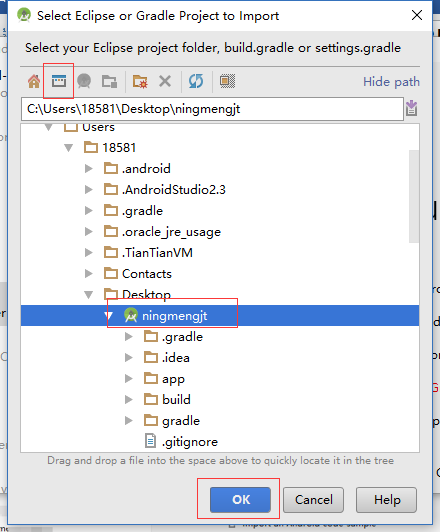 Select Eclipse or Gradle Project to Import
Select your Eclipse project folder, build.gradle or settings.gradle
Hide path
C:\Users\18581\Desktop\ningmengjt
Users
18581
.android
.AndroidStudio2.3
.gradle
.oracle_jre_usage
.TianTianVM
Contacts
Desktop
ningmengjt
.gradle
.idea
app
build
gradle
.gitignore
Drag and drop a file into the space above to quickly locate it in the tree
OK
Cancel
Help